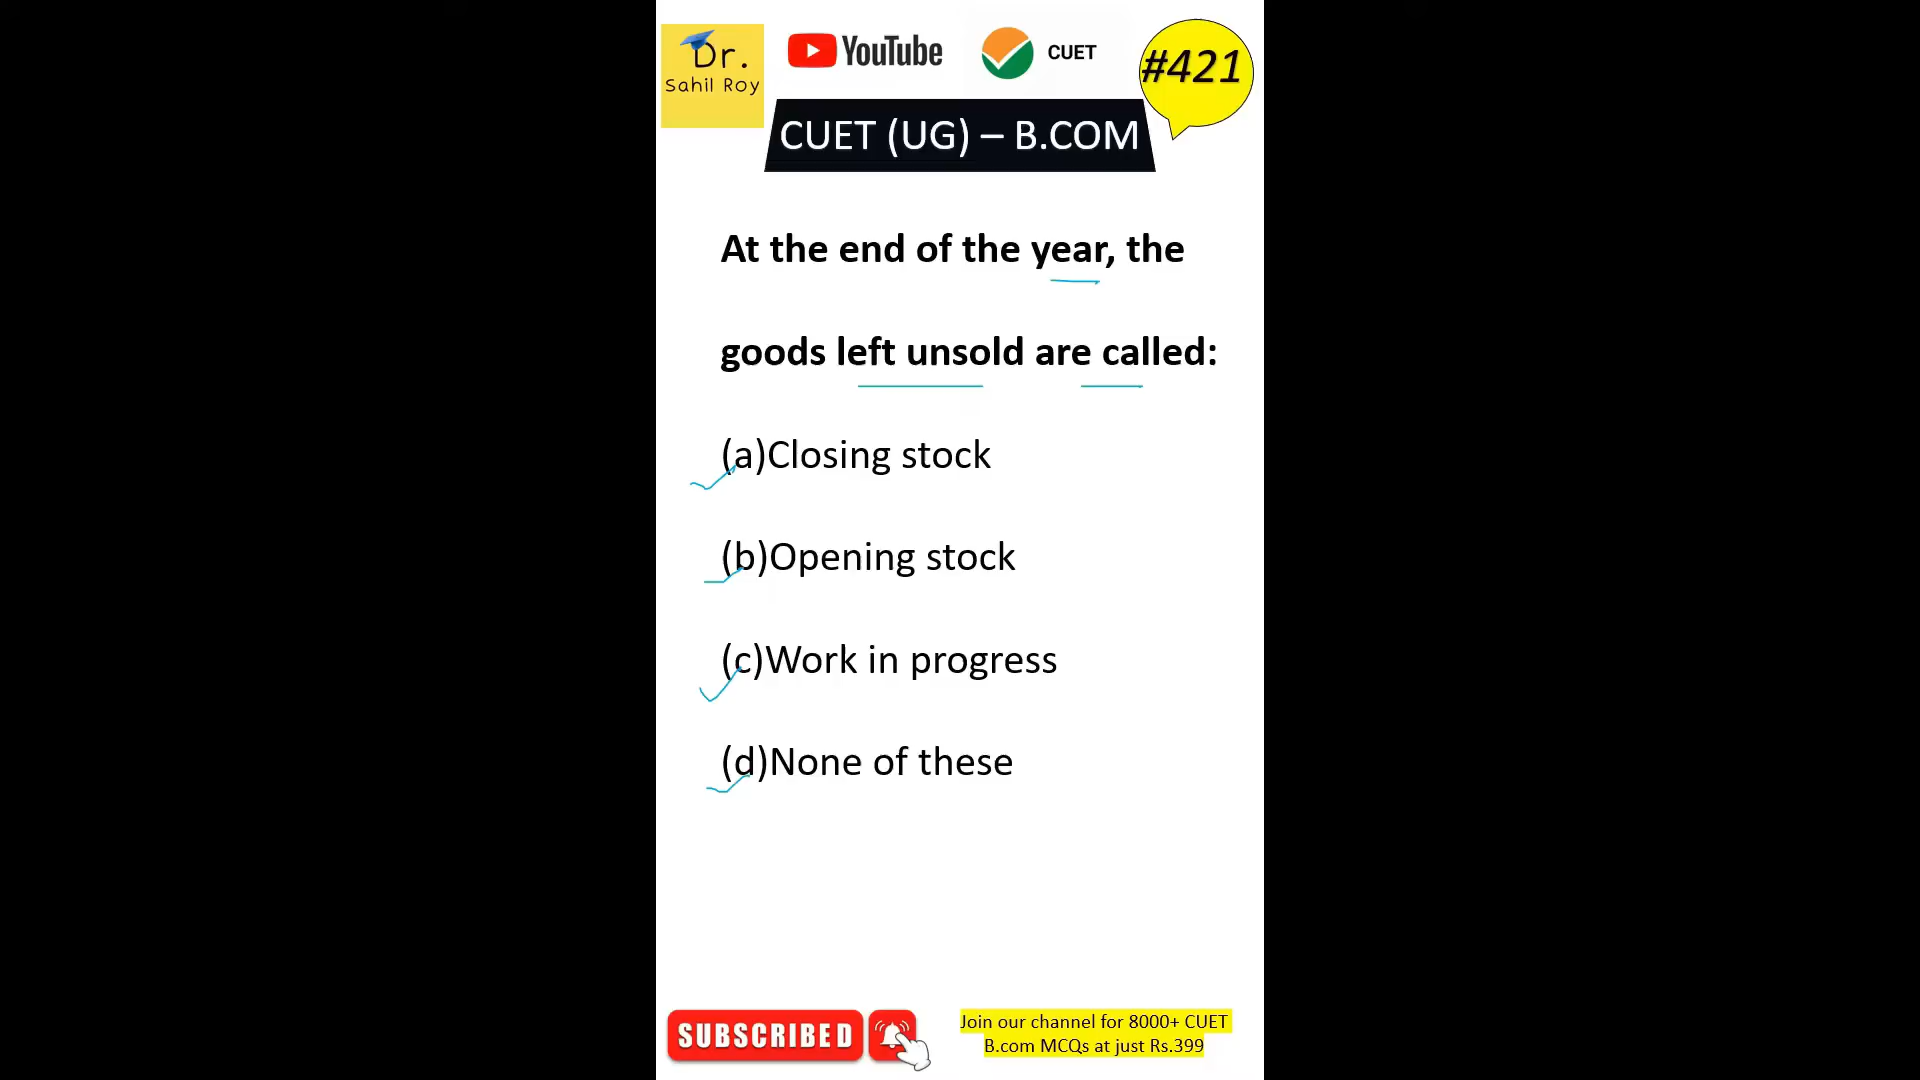 Dr.
Sahil Roy
YouTube
CUET
#421
CUET (UG) – B.COM
At the end of the year, the
goods left unsold are called:
(a)Closing stock
(b)Opening stock
(c)Work in progress
(d)None of these
SUBSCRIBED
Join our channel for 8000+ CUET
B.com MCQs at just Rs.399